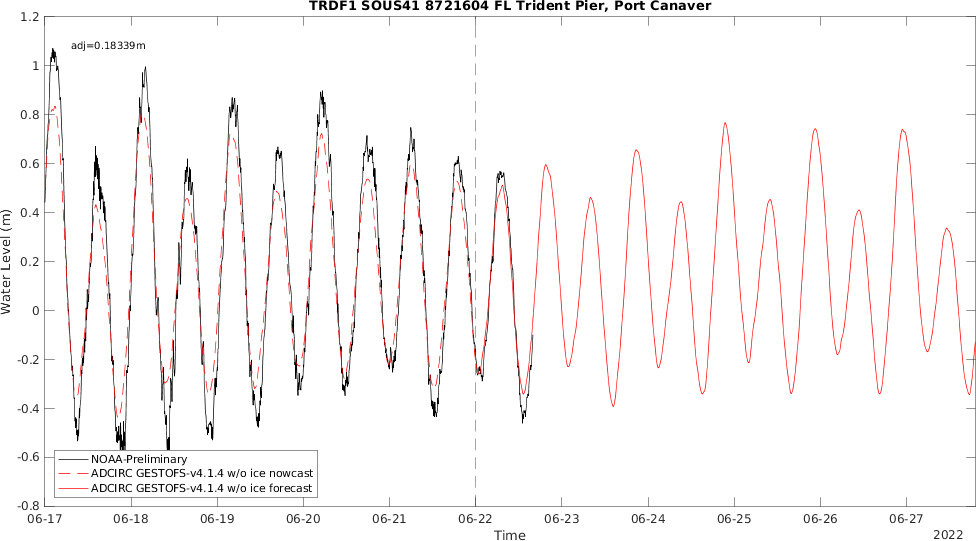 TRDF1 SOUS41 8721604 FL Trident Pier, Port Canaver
adj=0.18339m
1.2
1
0.8
0.6
0.4
0.2
0
-0.2
-0.4
-0.6
-0.8
Water Level (m)
NOAA-Preliminary
ADCIRC GESTOFS-v4.1.4 w/o ice nowcast
ADCIRC GESTOFS-v4.1.4 w/o ice forecast
06-17 06-18 06-19 06-20 06-21 06-22 06-23 06-24 06-25 06-26 06-27
Time
2022